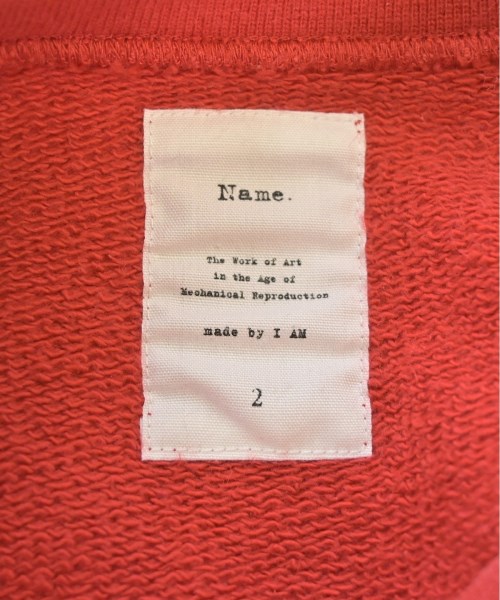 Name.
The Work of Art
in the Age of
Mechanical Reproduction
made by I AM
2